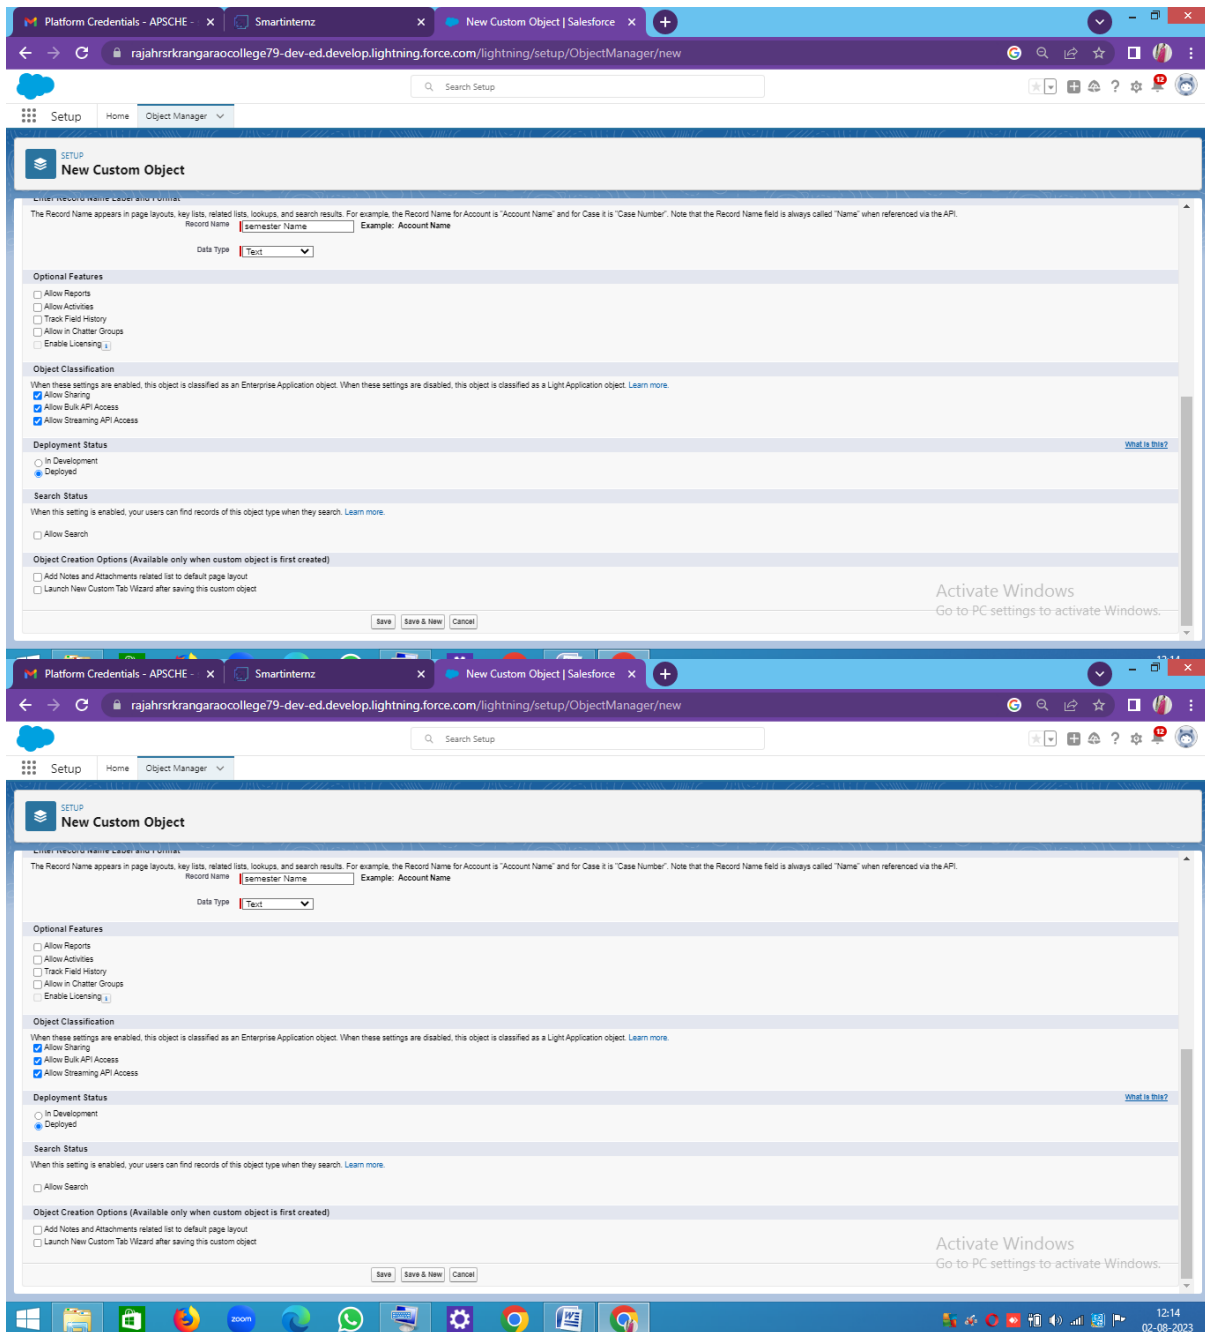 Platform Credentials - APSCHE - 
Smartinternz
New Custom Object | Salesforce
rajahrsrkrangaraocollege79-dev-ed.develop.lightning.force.com/lightning/setup/ObjectManager/new
Search Setup
12
Setup Home Object Manager
SETUP
New Custom Object
Enter Record Name Label and Format
The Record Name appears in page layouts, key lists, related lists, lookups, and search results. For example, the Record Name for Account is "Account Name" and for Case it is "Case Number". Note that the Record Name field is always called "Name" when referenced via the API.
Record Name semester Name Example: Account Name
Data Type Text
Optional Features
Allow Reports
Allow Activities
Track Field History
Allow in Chatter Groups
Enable Licensing i
Object Classification
When these settings are enabled, this object is classified as an Enterprise Application object. When these settings are disabled, this object is classified as a Light Application object. Learn more.
Allow Sharing
Allow Bulk API Access
Allow Streaming API Access
Deployment Status What is this?
In Development
Deployed
Search Status
When this setting is enabled, your users can find records of this object type when they search. Learn more.
Allow Search
Object Creation Options (Available only when custom object is first created)
Add Notes and Attachments related list to default page layout
Launch New Custom Tab Wizard after saving this custom object
Activate Windows
Go to PC settings to activate Windows.
Save Save & New Cancel
12:14
Platform Credentials - APSCHE - 
Smartinternz
New Custom Object | Salesforce
rajahrsrkrangaraocollege79-dev-ed.develop.lightning.force.com/lightning/setup/ObjectManager/new
Search Setup
12
Setup Home Object Manager
SETUP
New Custom Object
Enter Record Name Label and Format
The Record Name appears in page layouts, key lists, related lists, lookups, and search results. For example, the Record Name for Account is "Account Name" and for Case it is "Case Number". Note that the Record Name field is always called "Name" when referenced via the API.
Record Name semester Name Example: Account Name
Data Type Text
Optional Features
Allow Reports
Allow Activities
Track Field History
Allow in Chatter Groups
Enable Licensing i
Object Classification
When these settings are enabled, this object is classified as an Enterprise Application object. When these settings are disabled, this object is classified as a Light Application object. Learn more.
Allow Sharing
Allow Bulk API Access
Allow Streaming API Access
Deployment Status What is this?
In Development
Deployed
Search Status
When this setting is enabled, your users can find records of this object type when they search. Learn more.
Allow Search
Object Creation Options (Available only when custom object is first created)
Add Notes and Attachments related list to default page layout
Launch New Custom Tab Wizard after saving this custom object
Activate Windows
Go to PC settings to activate Windows.
Save Save & New Cancel
zoom
12:14
02-08-2023